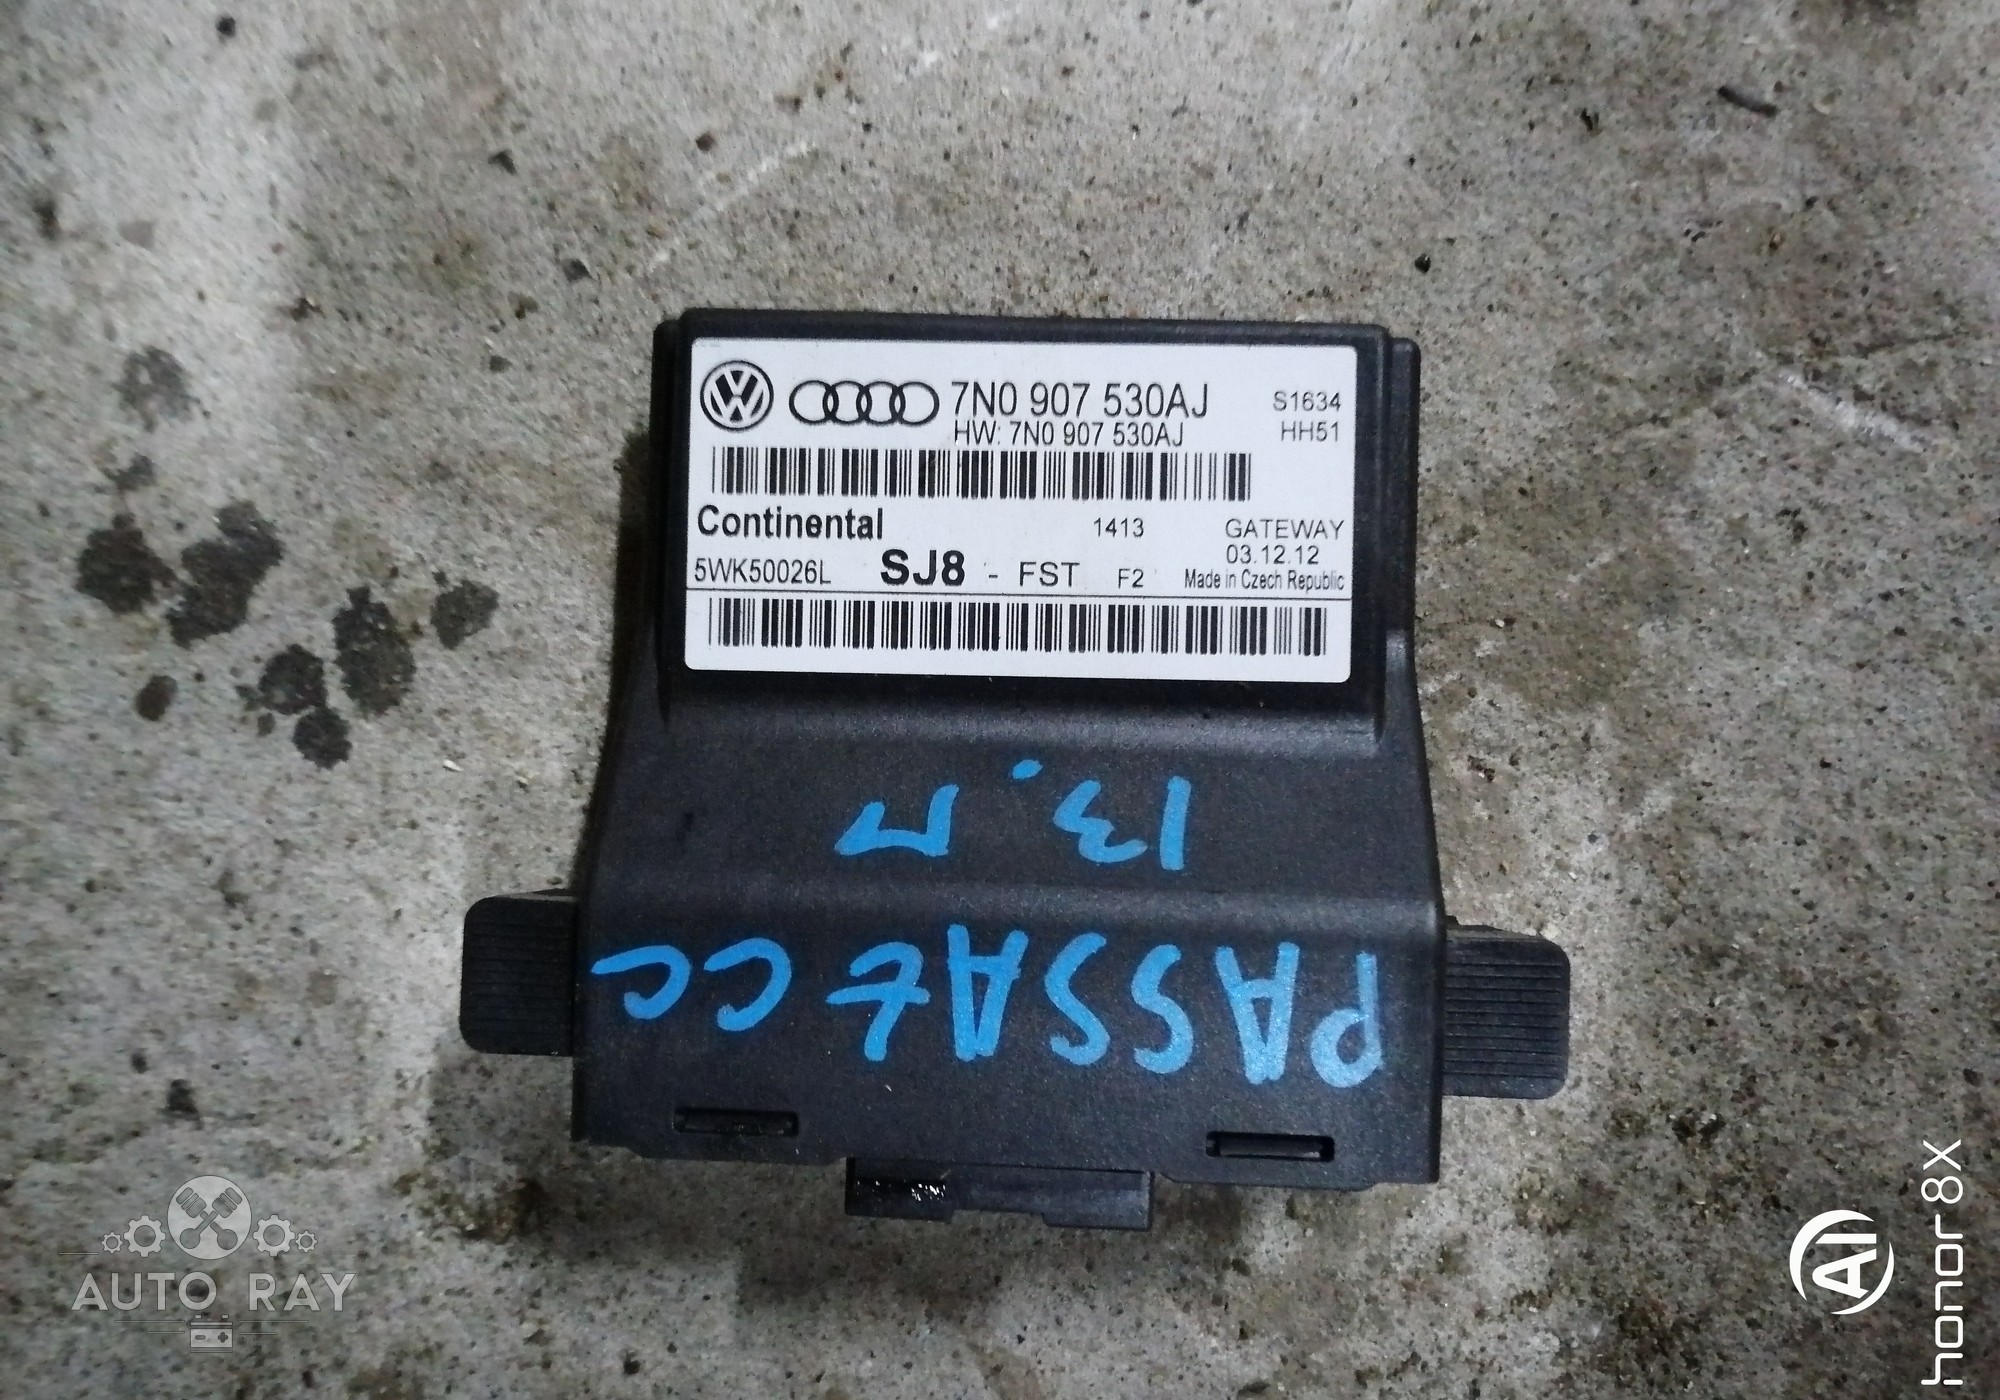 7N0 907 530AJ
HW: 7N0 907 530AJ
S1634
HH51
Continental
1413
GATEWAY
03.12.12
5WK50026L
SJ8 - FST F2
Made in Czech Republic
PASSAt CC
13.
AUTO RAY
AI
honor 8X